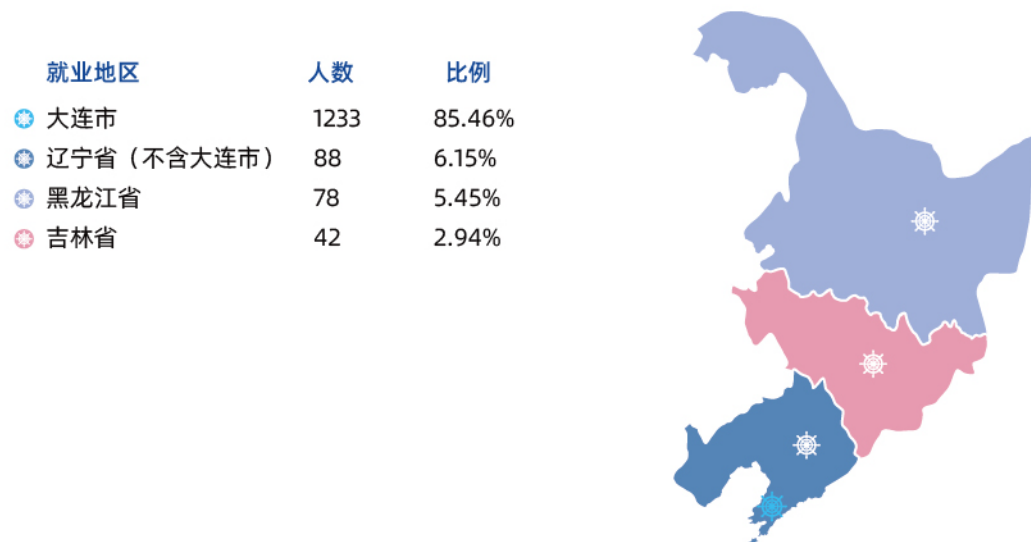 就业地区 人数 比例
大连市 1233 85.46%
辽宁省（不含大连市） 88 6.15%
黑龙江省 78 5.45%
吉林省 42 2.94%